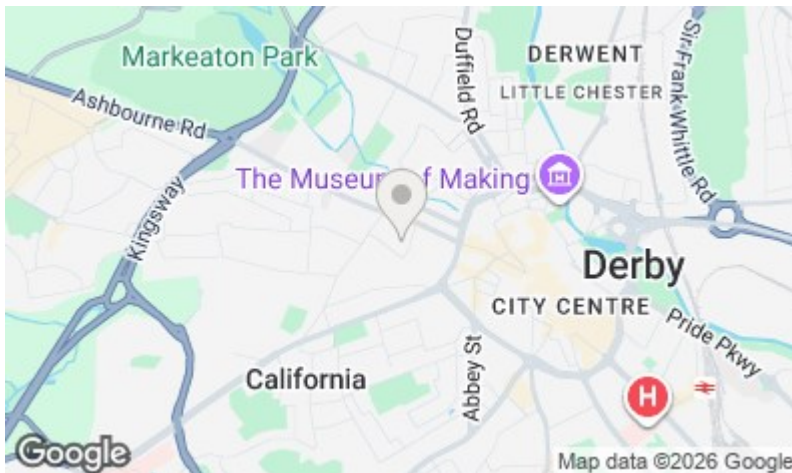 Markeaton Park
Ashbourne Rd
Kingsway
Duffield Rd
DERWENT
LITTLE CHESTER
Sir Frank Whittle Rd
The Museum of Making
Derby
CITY CENTRE
Pride Pkwy
Abbey St
California
H
Google
Map data ©2026 Google